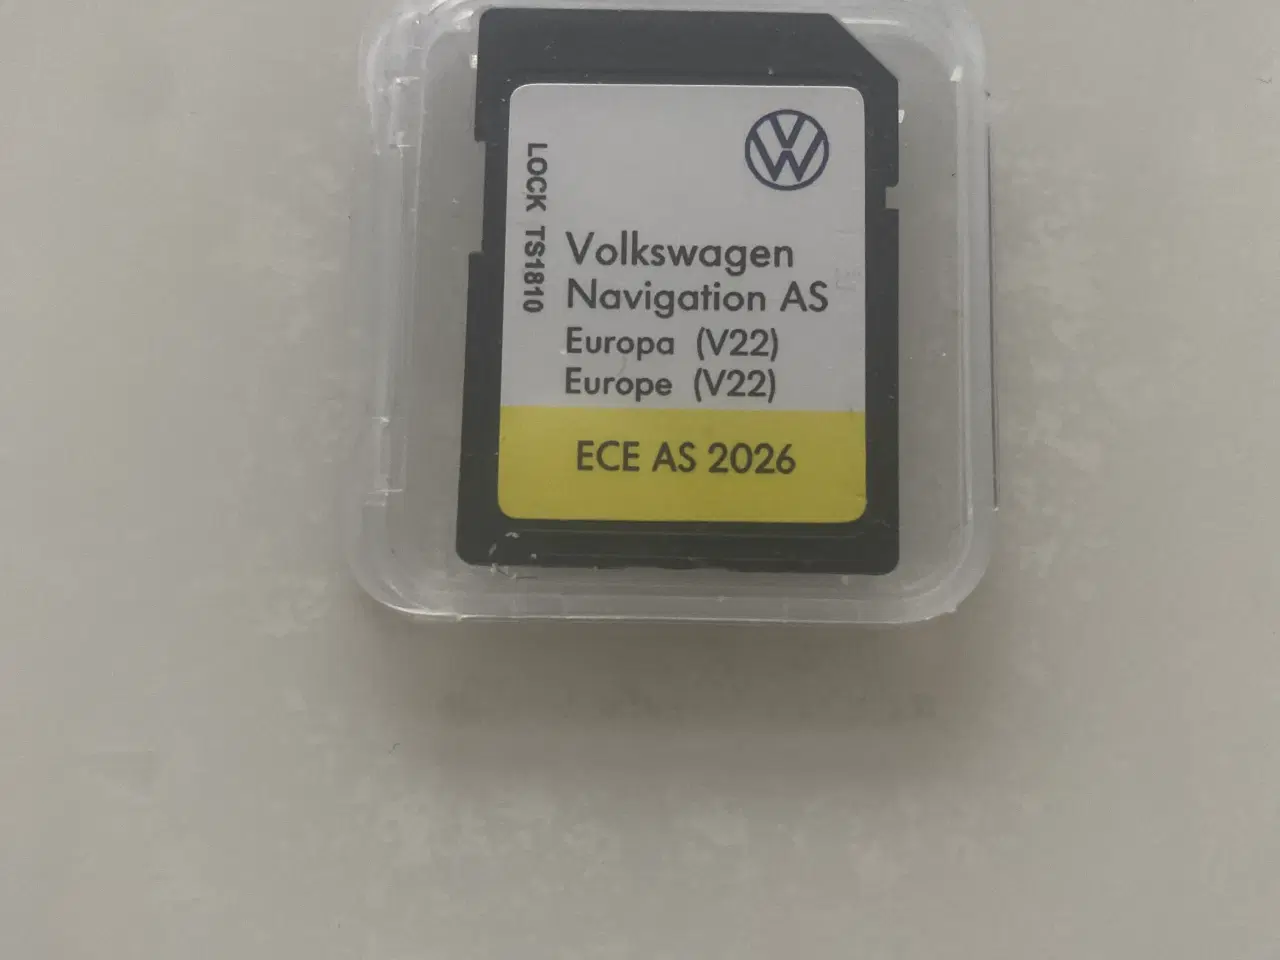 LOCK TS1810
Volkswagen
Navigation AS
Europa (V22)
Europe (V22)
ECE AS 2026